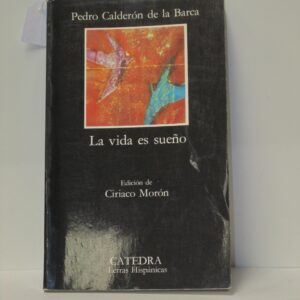 Pedro Calderón de la Barca
La vida es sueño
Edición de
Ciriaco Morón
CATEDRA
Letras Hispánicas